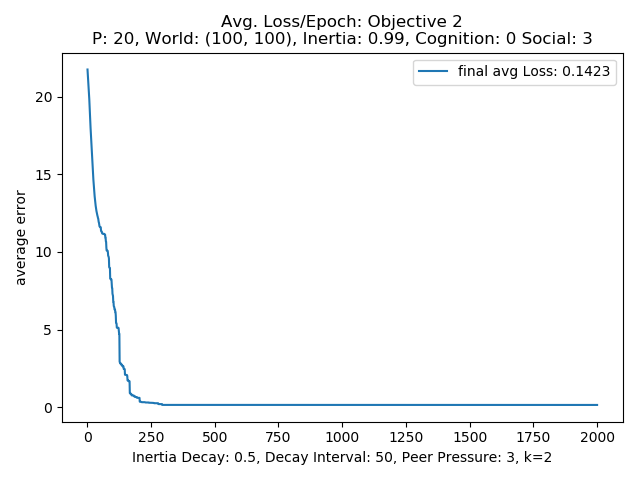 Avg. Loss/Epoch: Objective 2
P: 20, World: (100, 100), Inertia: 0.99, Cognition: 0 Social: 3
final avg Loss: 0.1423
average error
20
15
10
5
0
0 250 500 750 1000 1250 1500 1750 2000
Inertia Decay: 0.5, Decay Interval: 50, Peer Pressure: 3, k=2